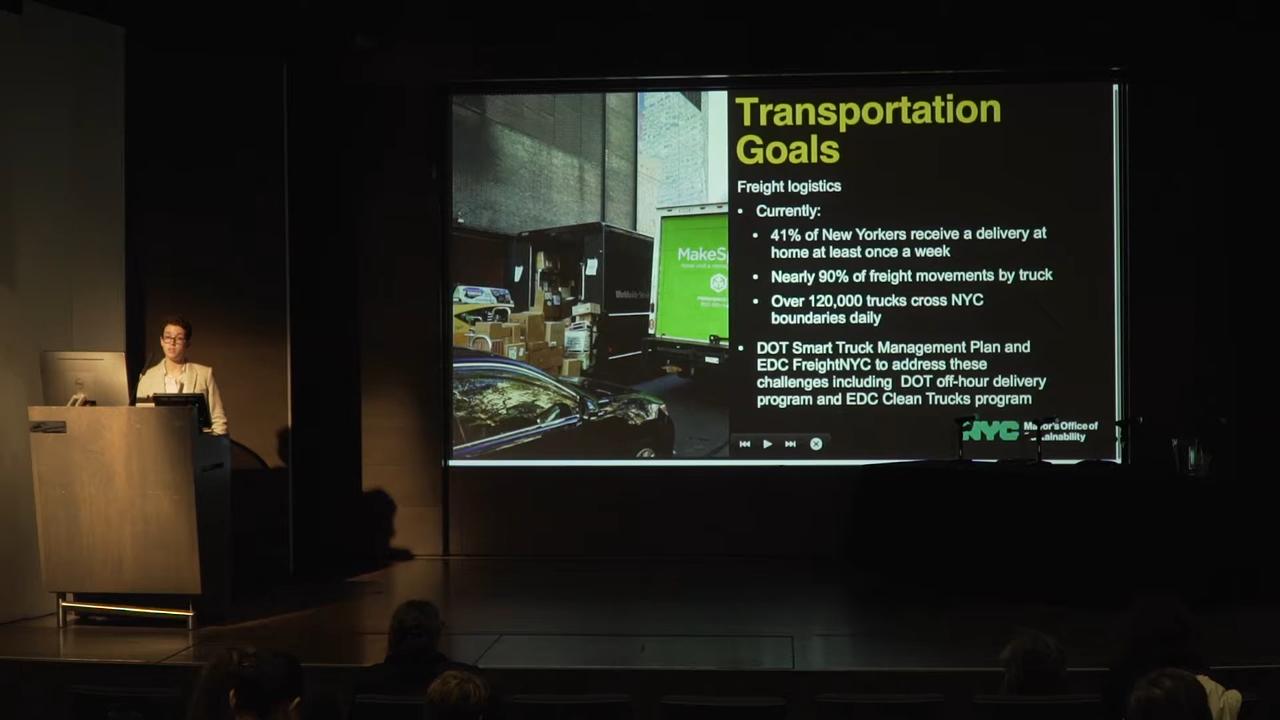 Transportation
Goals
Freight logistics
• Currently:
• 41% of New Yorkers receive a delivery at
home at least once a week
• Nearly 90% of freight movements by truck
• Over 120,000 trucks cross NYC
boundaries daily
• DOT Smart Truck Management Plan and
EDC FreightNYC to address these
challenges including DOT off-hour delivery
program and EDC Clean Trucks program
MakeS
NYC
Mayor's Office of
tainability